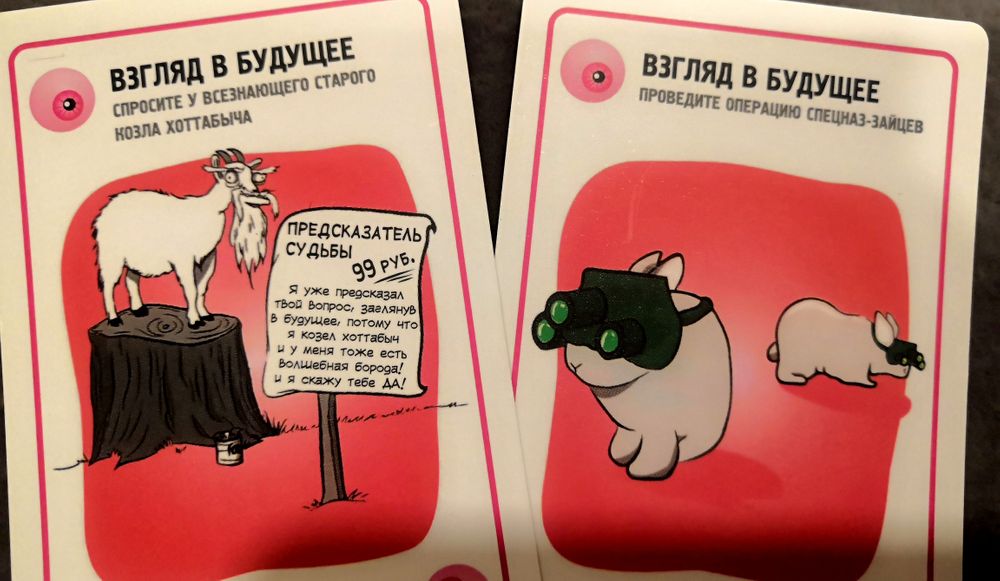 ВЗГЛЯД В БУДУЩЕЕ
СПРОСИТЕ У ВСЕЗНАЮЩЕГО СТАРОГО
КОЗЛА ХОТТАБЫЧА
ПРЕДСКАЗАТЕЛЬ
СУДЬБЫ
99 РУБ.
Я уже предсказал
твой вопрос, заглянув
в будущее, потому что
я козел хоттабыч
и у меня тоже есть
волшебная борода!
и я скажу тебе ДА!
ВЗГЛЯД В БУДУЩЕЕ
ПРОВЕДИТЕ ОПЕРАЦИЮ СПЕЦНАЗ-ЗАЙЦЕВ